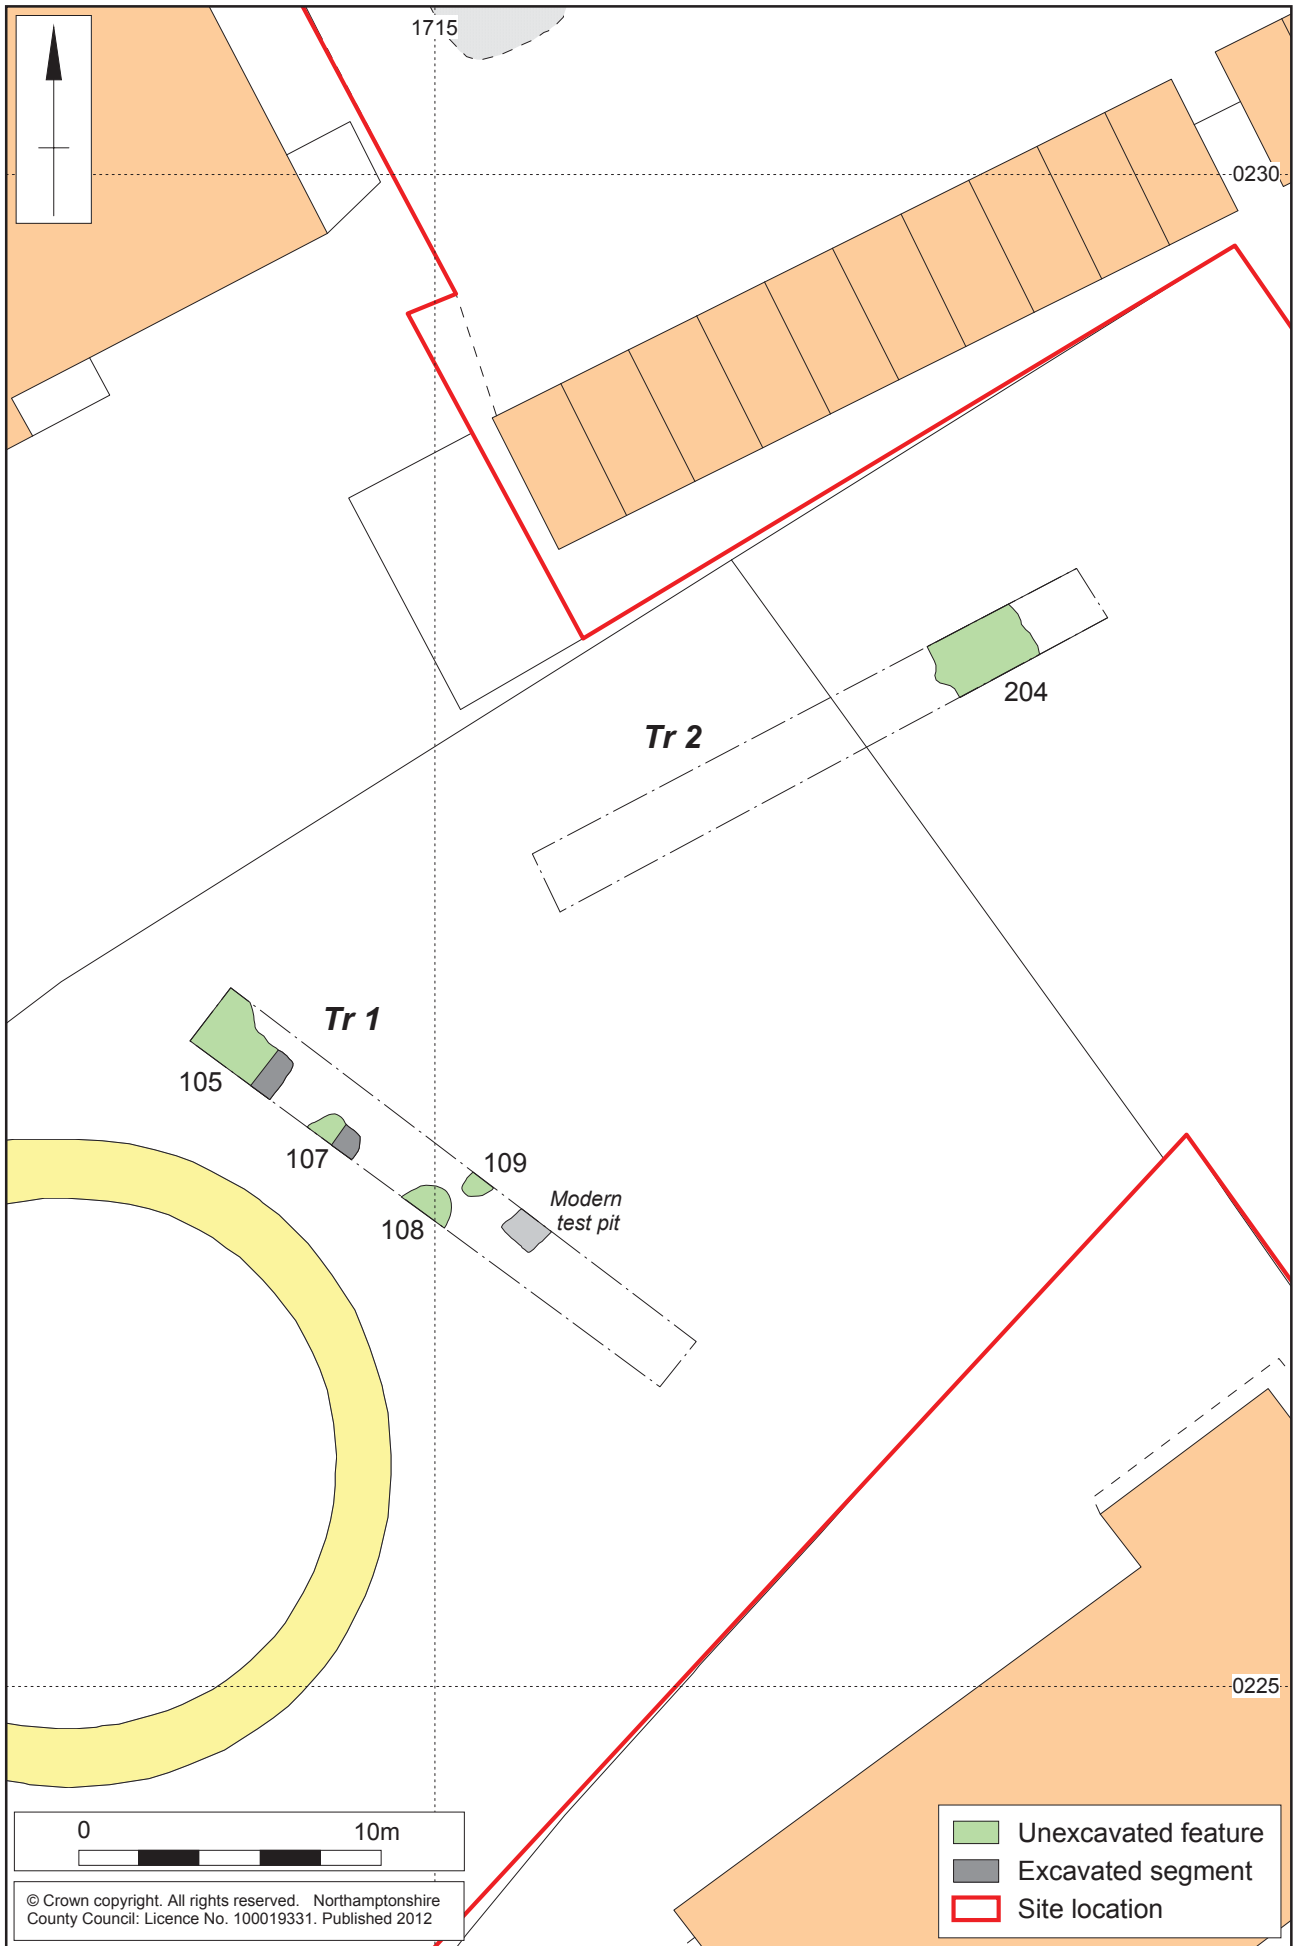 1715
0230
204
Tr 2
Tr 1
105
107
109
108
Modern
test pit
0225
0 10m
© Crown copyright. All rights reserved. Northamptonshire
County Council: Licence No. 100019331. Published 2012
Unexcavated feature
Excavated segment
Site location